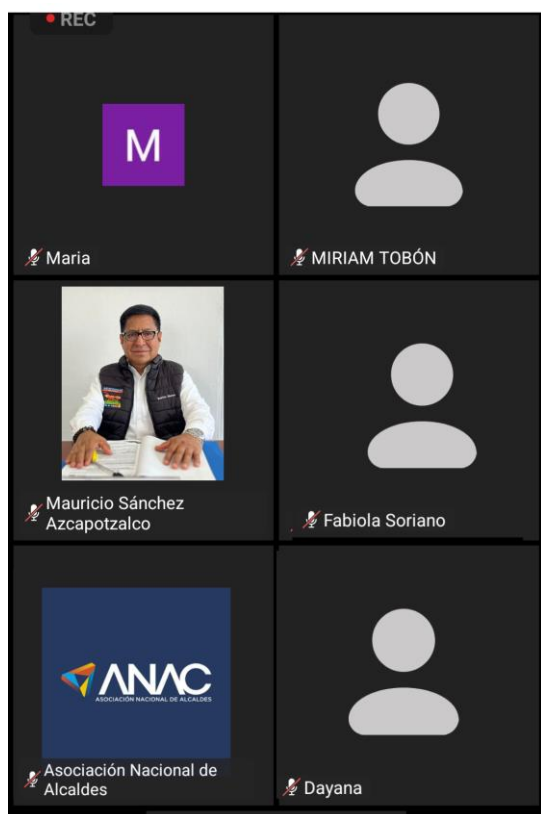 REC
M
Maria
MIRIAM TOBÓN
Mauricio Sánchez
Azcapotzalco
Fabiola Soriano
ANAC
ASOCIACIÓN NACIONAL DE ALCALDES
Asociación Nacional de
Alcaldes
Dayana